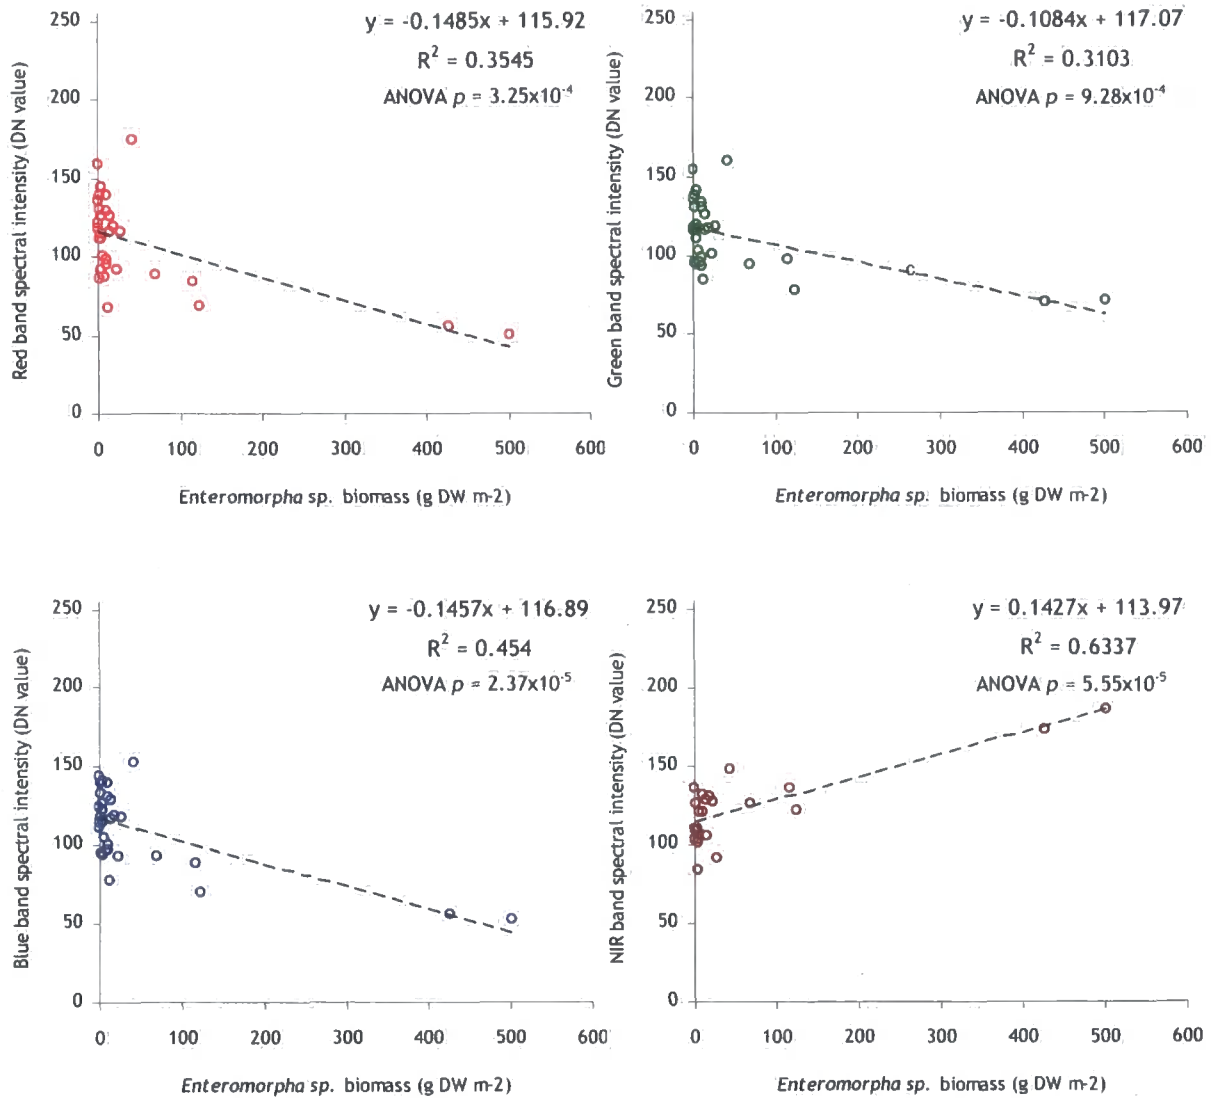 y = -0.1485x + 115.92
R² = 0.3545
ANOVA p = 3.25x10⁻⁴
Red band spectral intensity (DN value)
250
200
150
100
50
0
0 100 200 300 400 500 600
Enteromorpha sp. biomass (g DW m-2)
y = -0.1084x + 117.07
R² = 0.3103
ANOVA p = 9.28x10⁻⁴
Green band spectral intensity (DN value)
250
200
150
100
50
0
0 100 200 300 400 500 600
Enteromorpha sp. biomass (g DW m-2)
y = -0.1457x + 116.89
R² = 0.454
ANOVA p = 2.37x10⁻⁵
Blue band spectral intensity (DN value)
250
200
150
100
50
0
0 100 200 300 400 500 600
Enteromorpha sp. biomass (g DW m-2)
y = 0.1427x + 113.97
R² = 0.6337
ANOVA p = 5.55x10⁻⁵
NIR band spectral intensity (DN value)
250
200
150
100
50
0
0 100 200 300 400 500 600
Enteromorpha sp. biomass (g DW m-2)